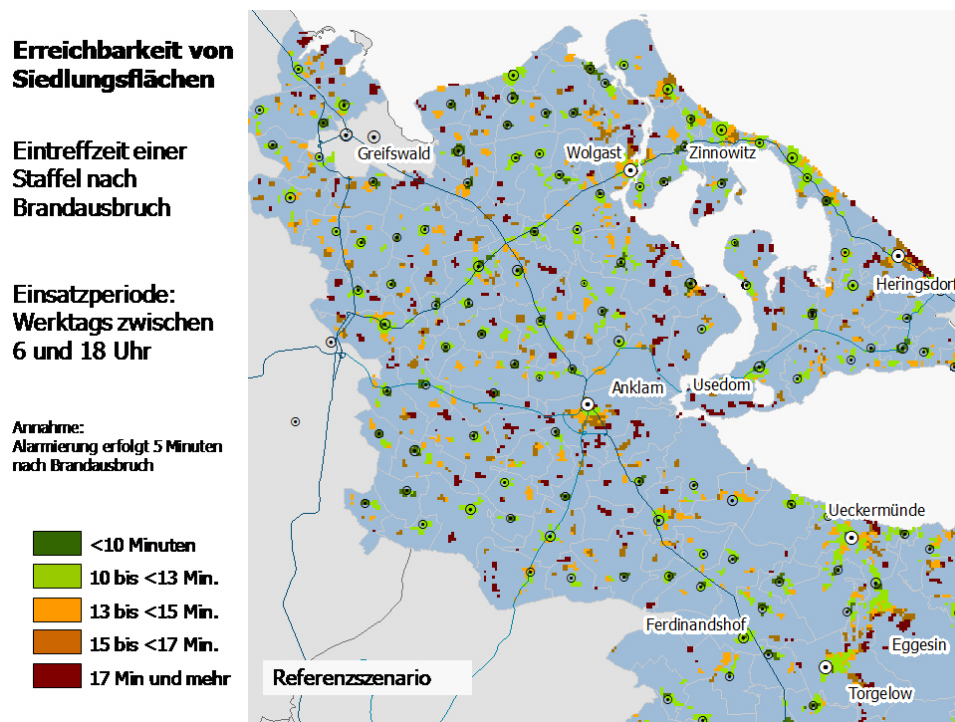 Erreichbarkeit von
Siedlungsflächen
Eintreffzeit einer
Staffel nach
Brandausbruch
Einsatzperiode:
Werktags zwischen
6 und 18 Uhr
Annahme:
Alarmierung erfolgt 5 Minuten
nach Brandausbruch
<10 Minuten
10 bis <13 Min.
13 bis <15 Min.
15 bis <17 Min.
17 Min und mehr
Greifswald
Wolgast
Zinnowitz
Heringsdorf
Anklam
Usedom
Ueckermünde
Ferdinandshof
Eggesin
Torgelow
Referenzszenario